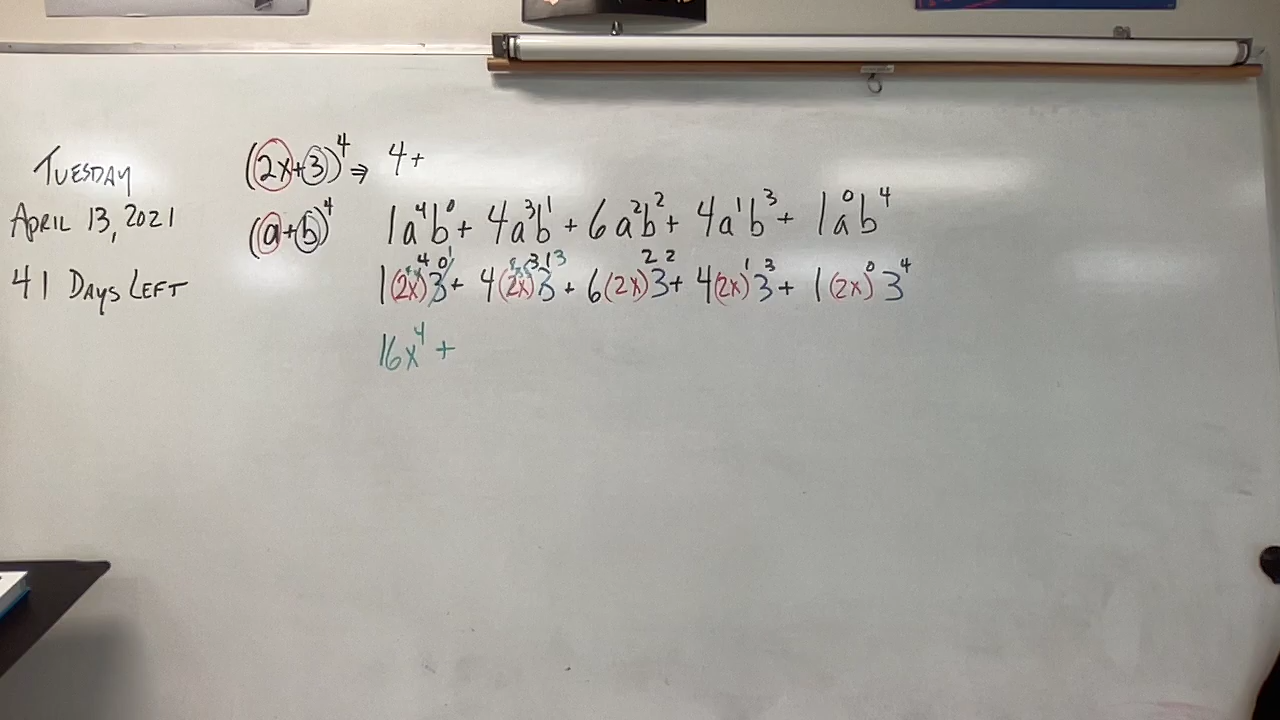 TUESDAY
APRIL 13, 2021
41 DAYS LEFT
(2x+3)⁴ ⇒ 4+
(a+b)⁴
1a⁴b⁰ + 4a³b¹ + 6a²b² + 4a¹b³ + 1a⁰b⁴
1(2x)⁴3⁰ + 4(2x)³3¹ + 6(2x)²3² + 4(2x)¹3³ + 1(2x)⁰3⁴
16x⁴ +